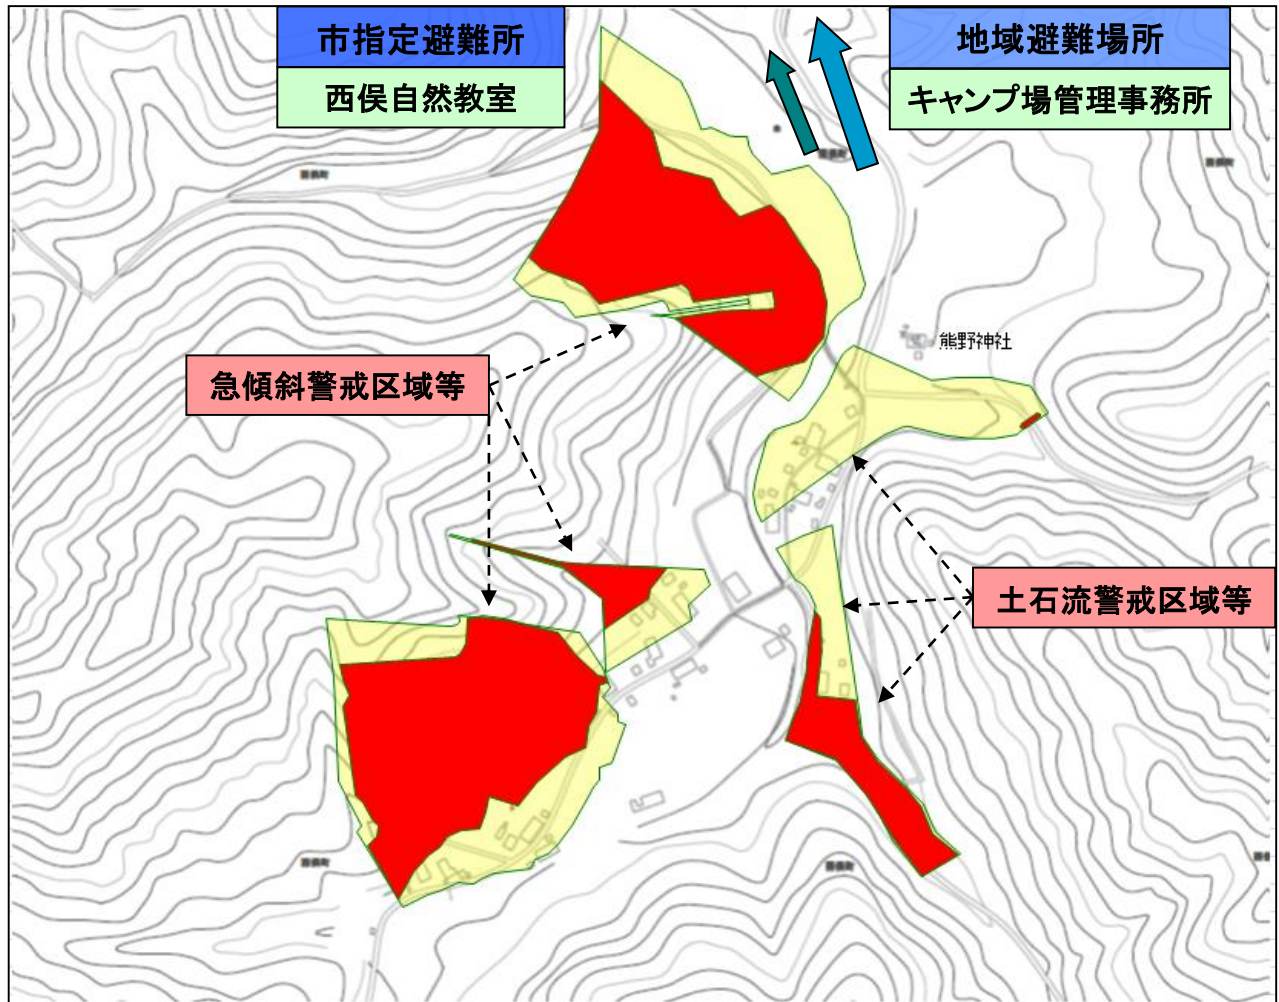 市指定避難所
西俣自然教室
地域避難場所
キャンプ場管理事務所
熊野神社
急傾斜警戒区域等
土石流警戒区域等